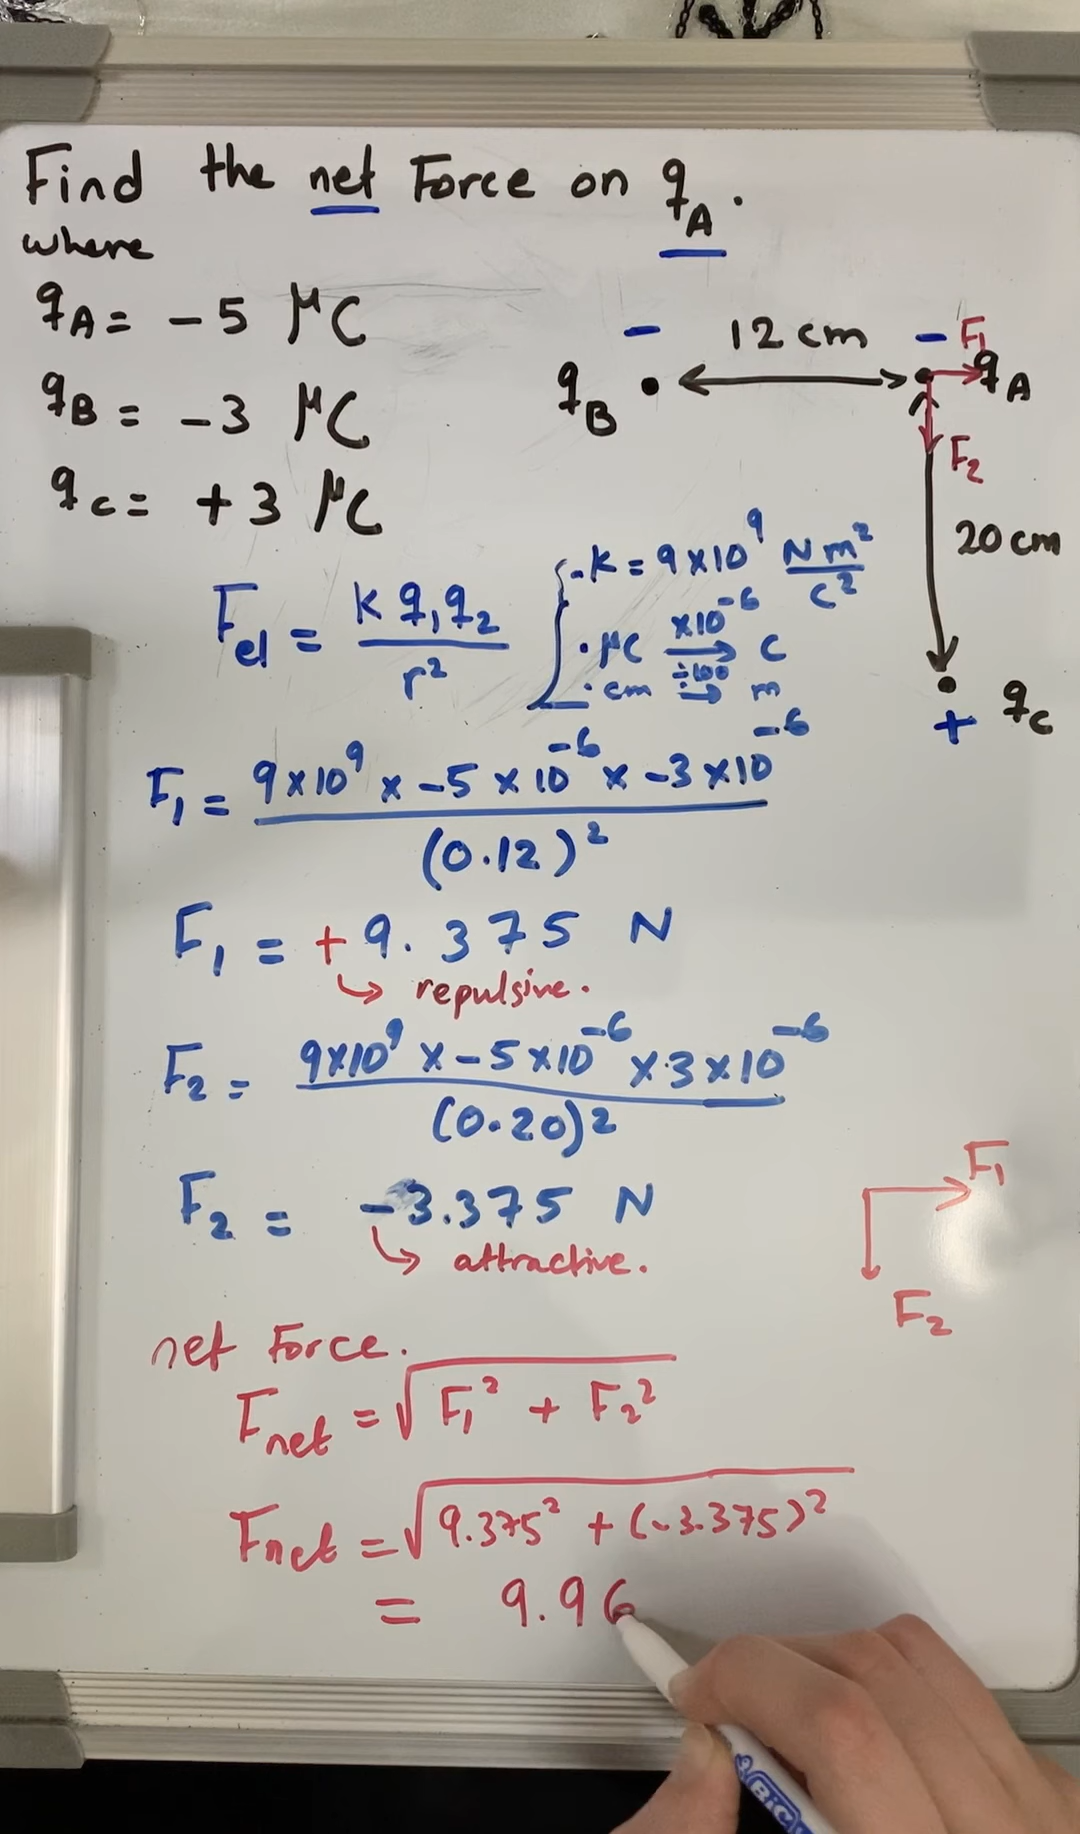 Find the net Force on qA.
where
qA = -5 μC
qB = -3 μC
qC = +3 μC
- 12 cm - F1
qB qA
F2
20 cm
+ qC
Fel = K q1q2 / r²
- K = 9×10⁹ N m² / C²
· μC ×10⁻⁶ → C
· cm ÷100 → m
F1 = 9×10⁹ × -5 × 10⁻⁶ × -3 ×10⁻⁶ / (0.12)²
F1 = + 9.375 N
↳ repulsive.
F2 = 9×10⁹ × -5×10⁻⁶ × 3×10⁻⁶ / (0.20)²
F2 = -3.375 N
↳ attractive.
F1
F2
net Force.
Fnet = √F1² + F2²
Fnet = √9.375² + (-3.375)²
= 9.96
BiC